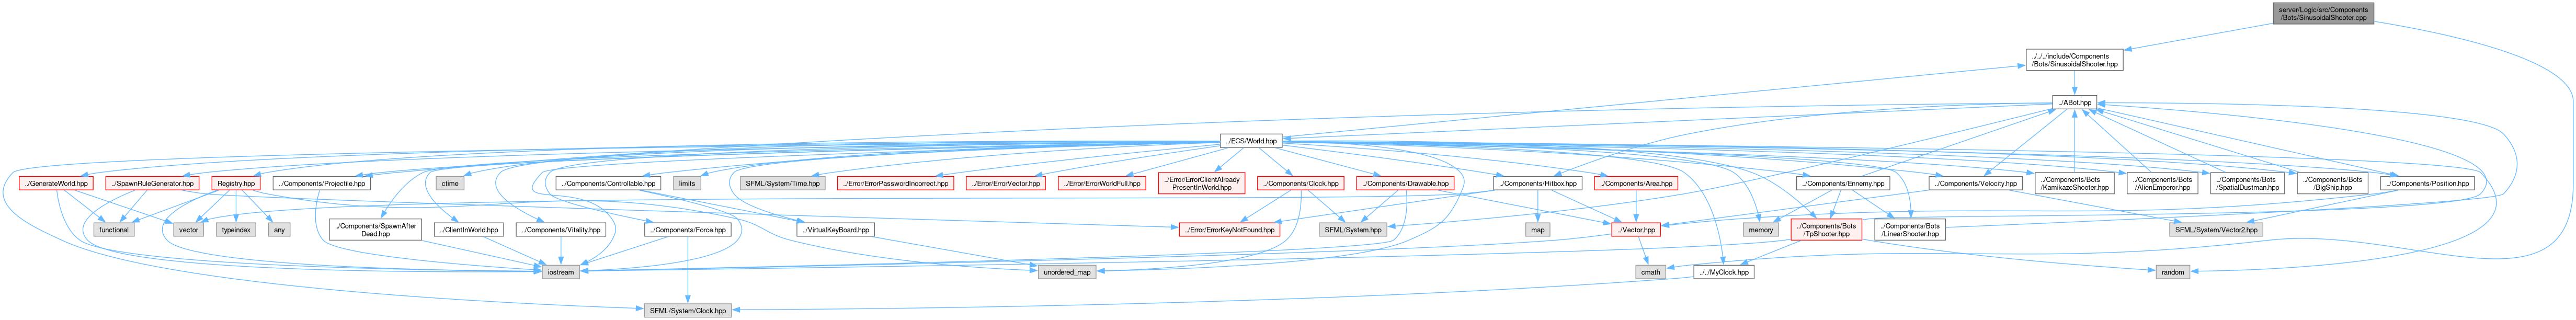 server/Logic/src/Components
/Bots/SinusoidalShooter.cpp
../../../include/Components
/Bots/SinusoidalShooter.hpp
../ABot.hpp
../ECS/World.hpp
../GenerateWorld.hpp
../SpawnRuleGenerator.hpp
Registry.hpp
../Components/Projectile.hpp
ctime
../Components/Controllable.hpp
limits
SFML/System/Time.hpp
../Error/ErrorPasswordIncorrect.hpp
../Error/ErrorVector.hpp
../Error/ErrorWorldFull.hpp
../Error/ErrorClientAlready
PresentInWorld.hpp
../Components/Clock.hpp
../Components/Drawable.hpp
../Components/Hitbox.hpp
../Components/Area.hpp
../Components/Ennemy.hpp
../Components/Velocity.hpp
../Components/Bots
/KamikazeShooter.hpp
../Components/Bots
/AlienEmperor.hpp
../Components/Bots
/SpatialDustman.hpp
../Components/Bots
/BigShip.hpp
../Components/Position.hpp
functional
vector
typeindex
any
../Components/SpawnAfter
Dead.hpp
../ClientInWorld.hpp
../Components/Vitality.hpp
../Components/Force.hpp
../VirtualKeyBoard.hpp
../Error/ErrorKeyNotFound.hpp
SFML/System.hpp
map
../Vector.hpp
memory
../Components/Bots
/TpShooter.hpp
../Components/Bots
/LinearShooter.hpp
SFML/System/Vector2.hpp
iostream
unordered_map
cmath
../../MyClock.hpp
random
SFML/System/Clock.hpp